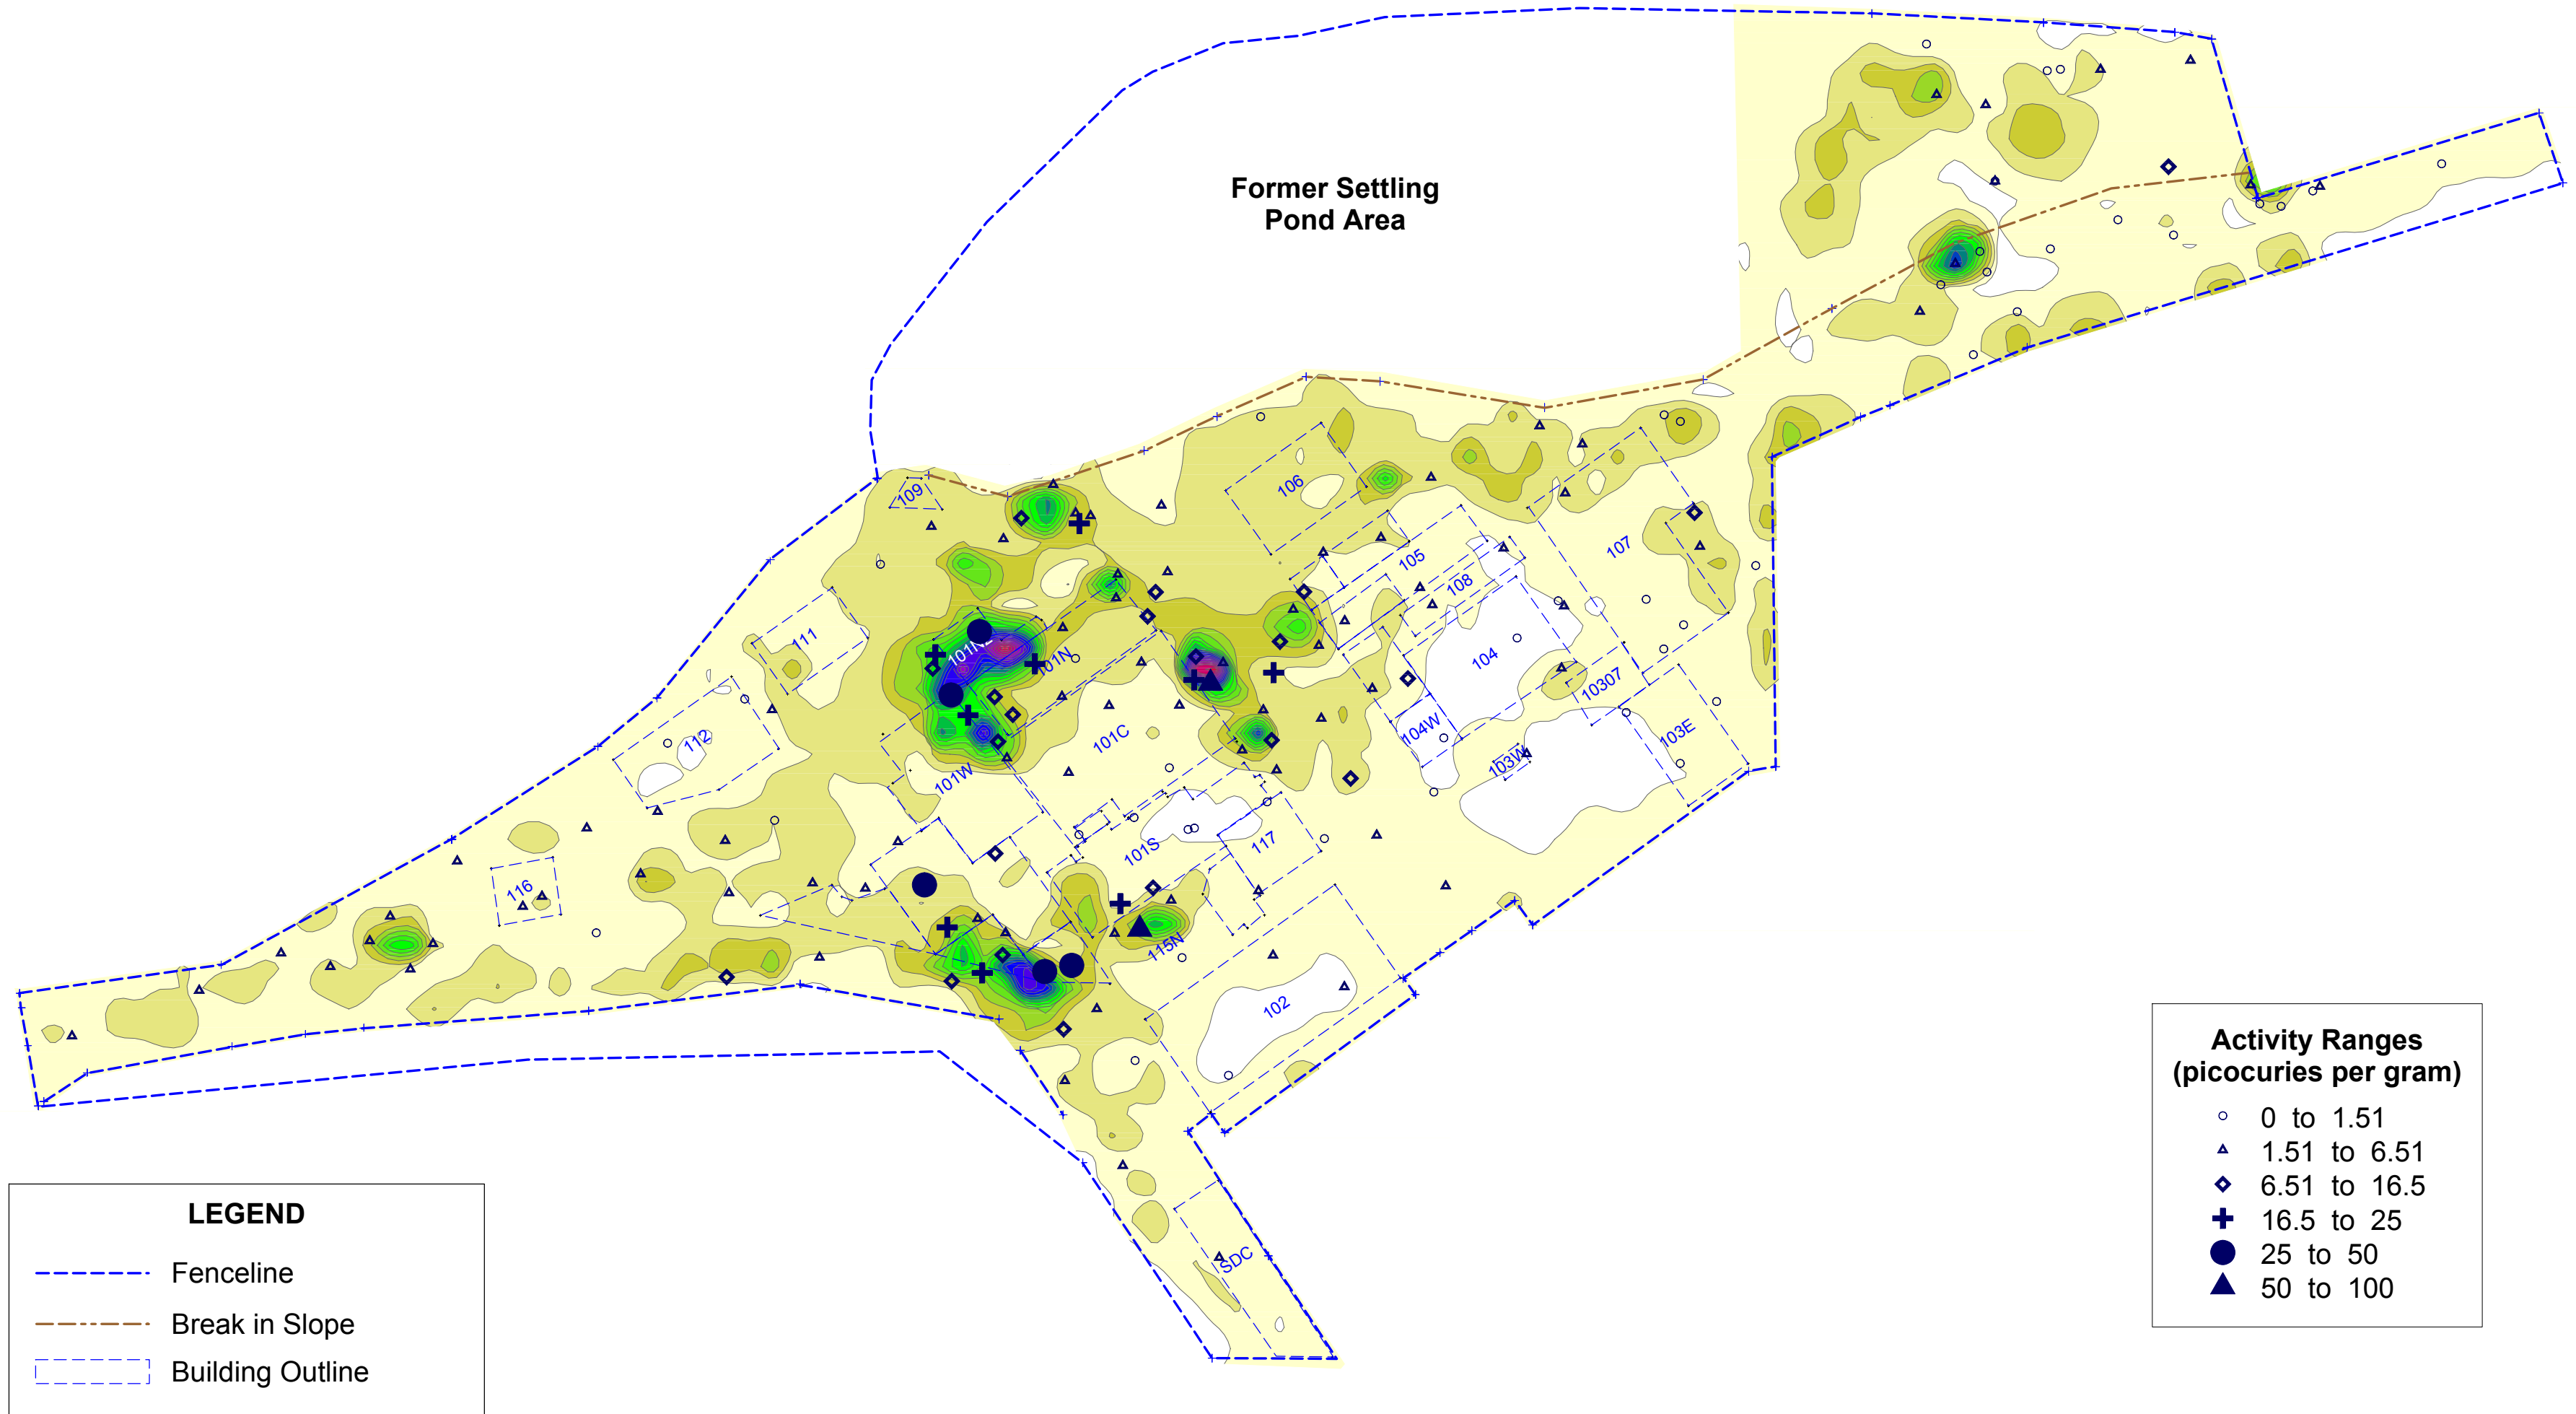 Former Settling
Pond Area
109
106
105
107
108
111
101N
104
10307
112
104W
103E
101C
103W
101W
101S
117
116
115N
102
SDC
Activity Ranges
(picocuries per gram)
0 to 1.51
1.51 to 6.51
6.51 to 16.5
16.5 to 25
25 to 50
50 to 100
LEGEND
Fenceline
Break in Slope
Building Outline